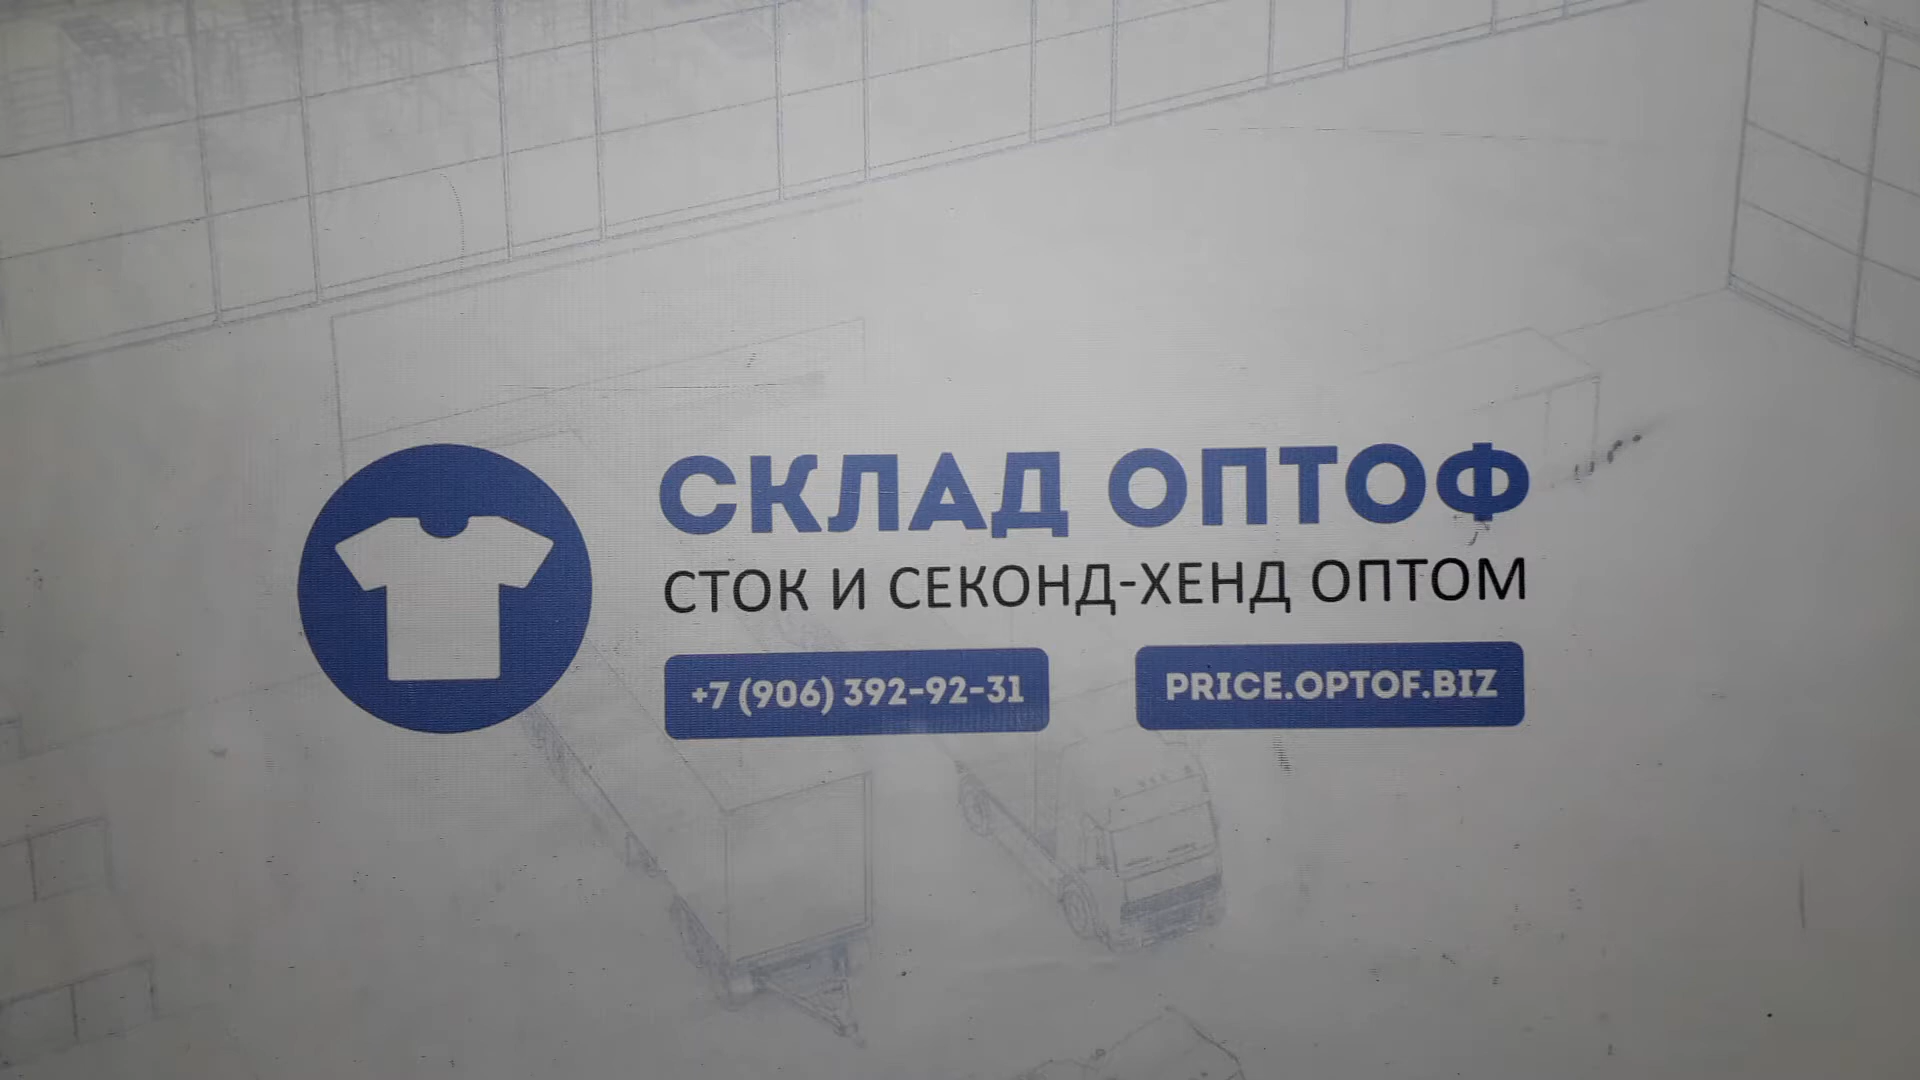 СКЛАД ОПТОФ
СТОК И СЕКОНД-ХЕНД ОПТОМ
+7 (906) 392-92-31
PRICE.OPTOF.BIZ